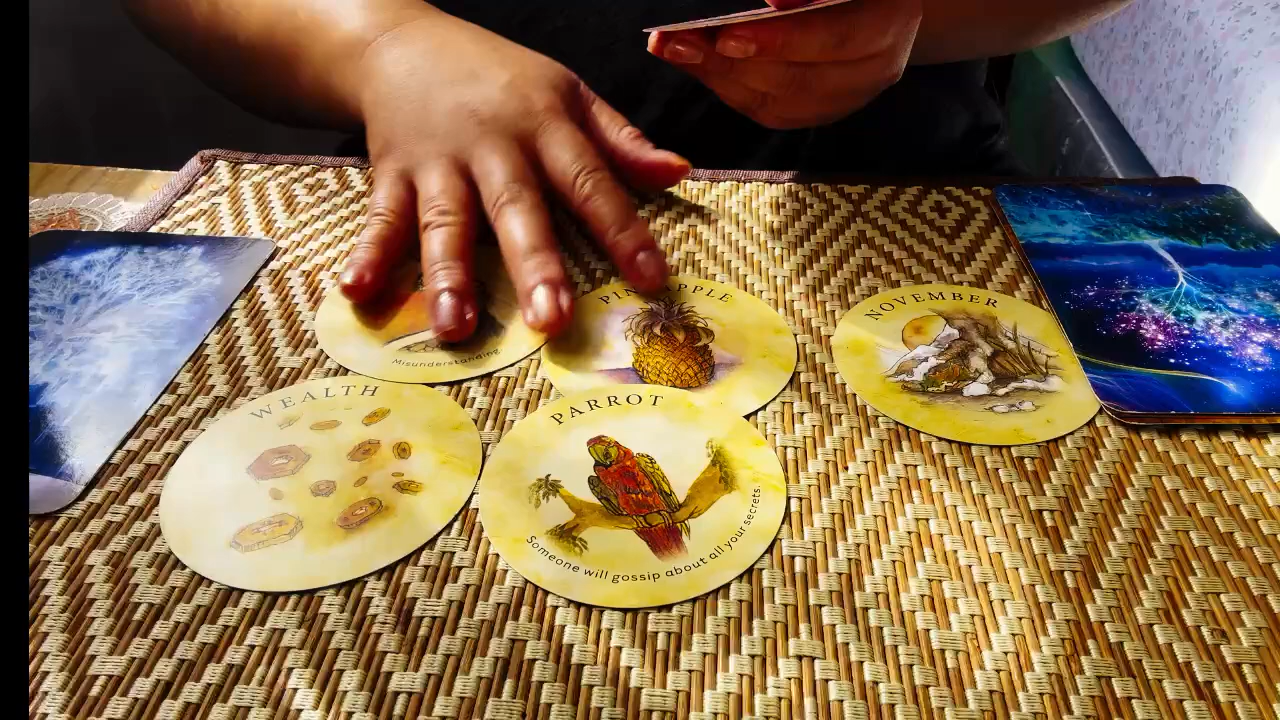 PINEAPPLE
NOVEMBER
Misunderstanding
WEALTH
PARROT
Someone will gossip about all your secrets.